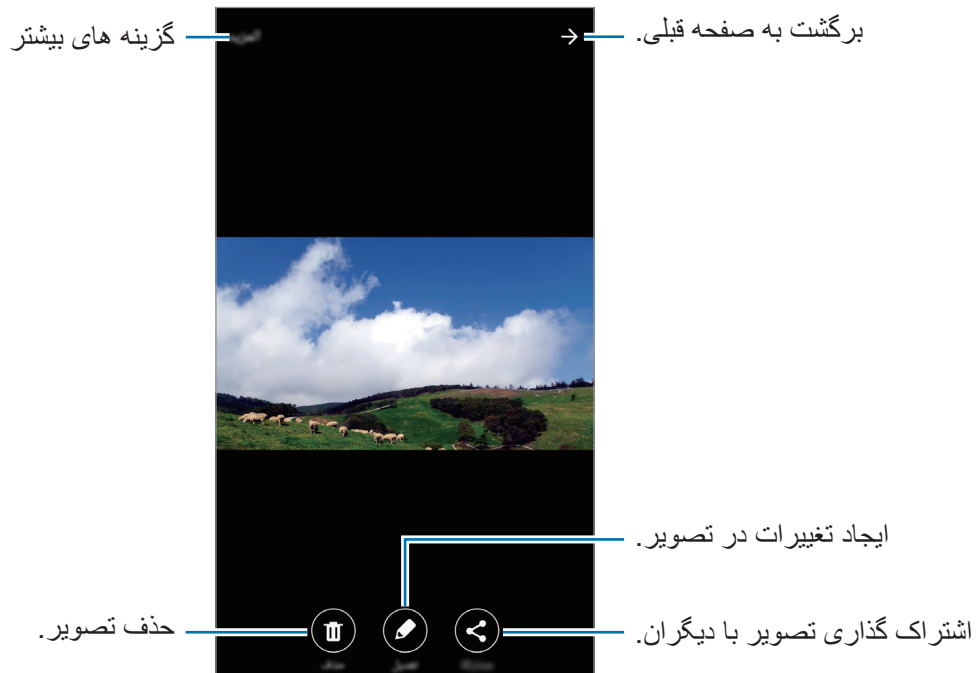 برگشت به صفحه قبلی.
گزینه های بیشتر
ایجاد تغییرات در تصویر.
اشتراک گذاری تصویر با دیگران.
حذف تصویر.